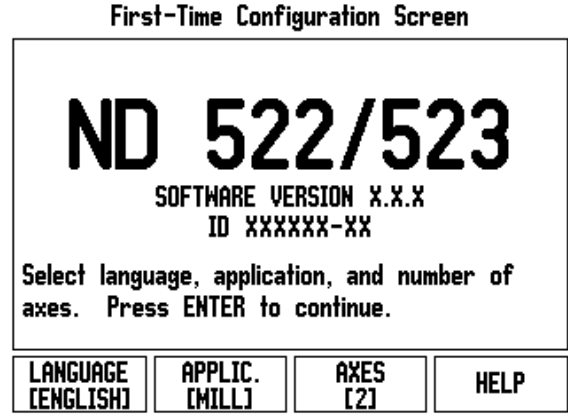 First-Time Configuration Screen
ND 522/523
SOFTWARE VERSION X.X.X
ID XXXXXX-XX
Select language, application, and number of
axes. Press ENTER to continue.
LANGUAGE APPLIC. AXES HELP
[ENGLISH] [MILL] [2]